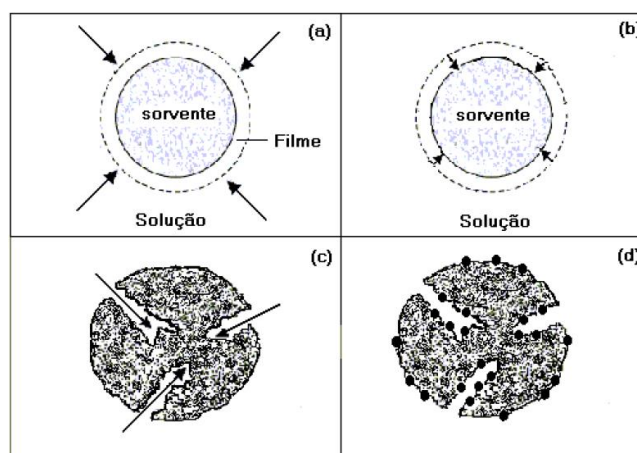 (a)
sorvente
Filme
Solução
(b)
sorvente
Solução
(c)
(d)